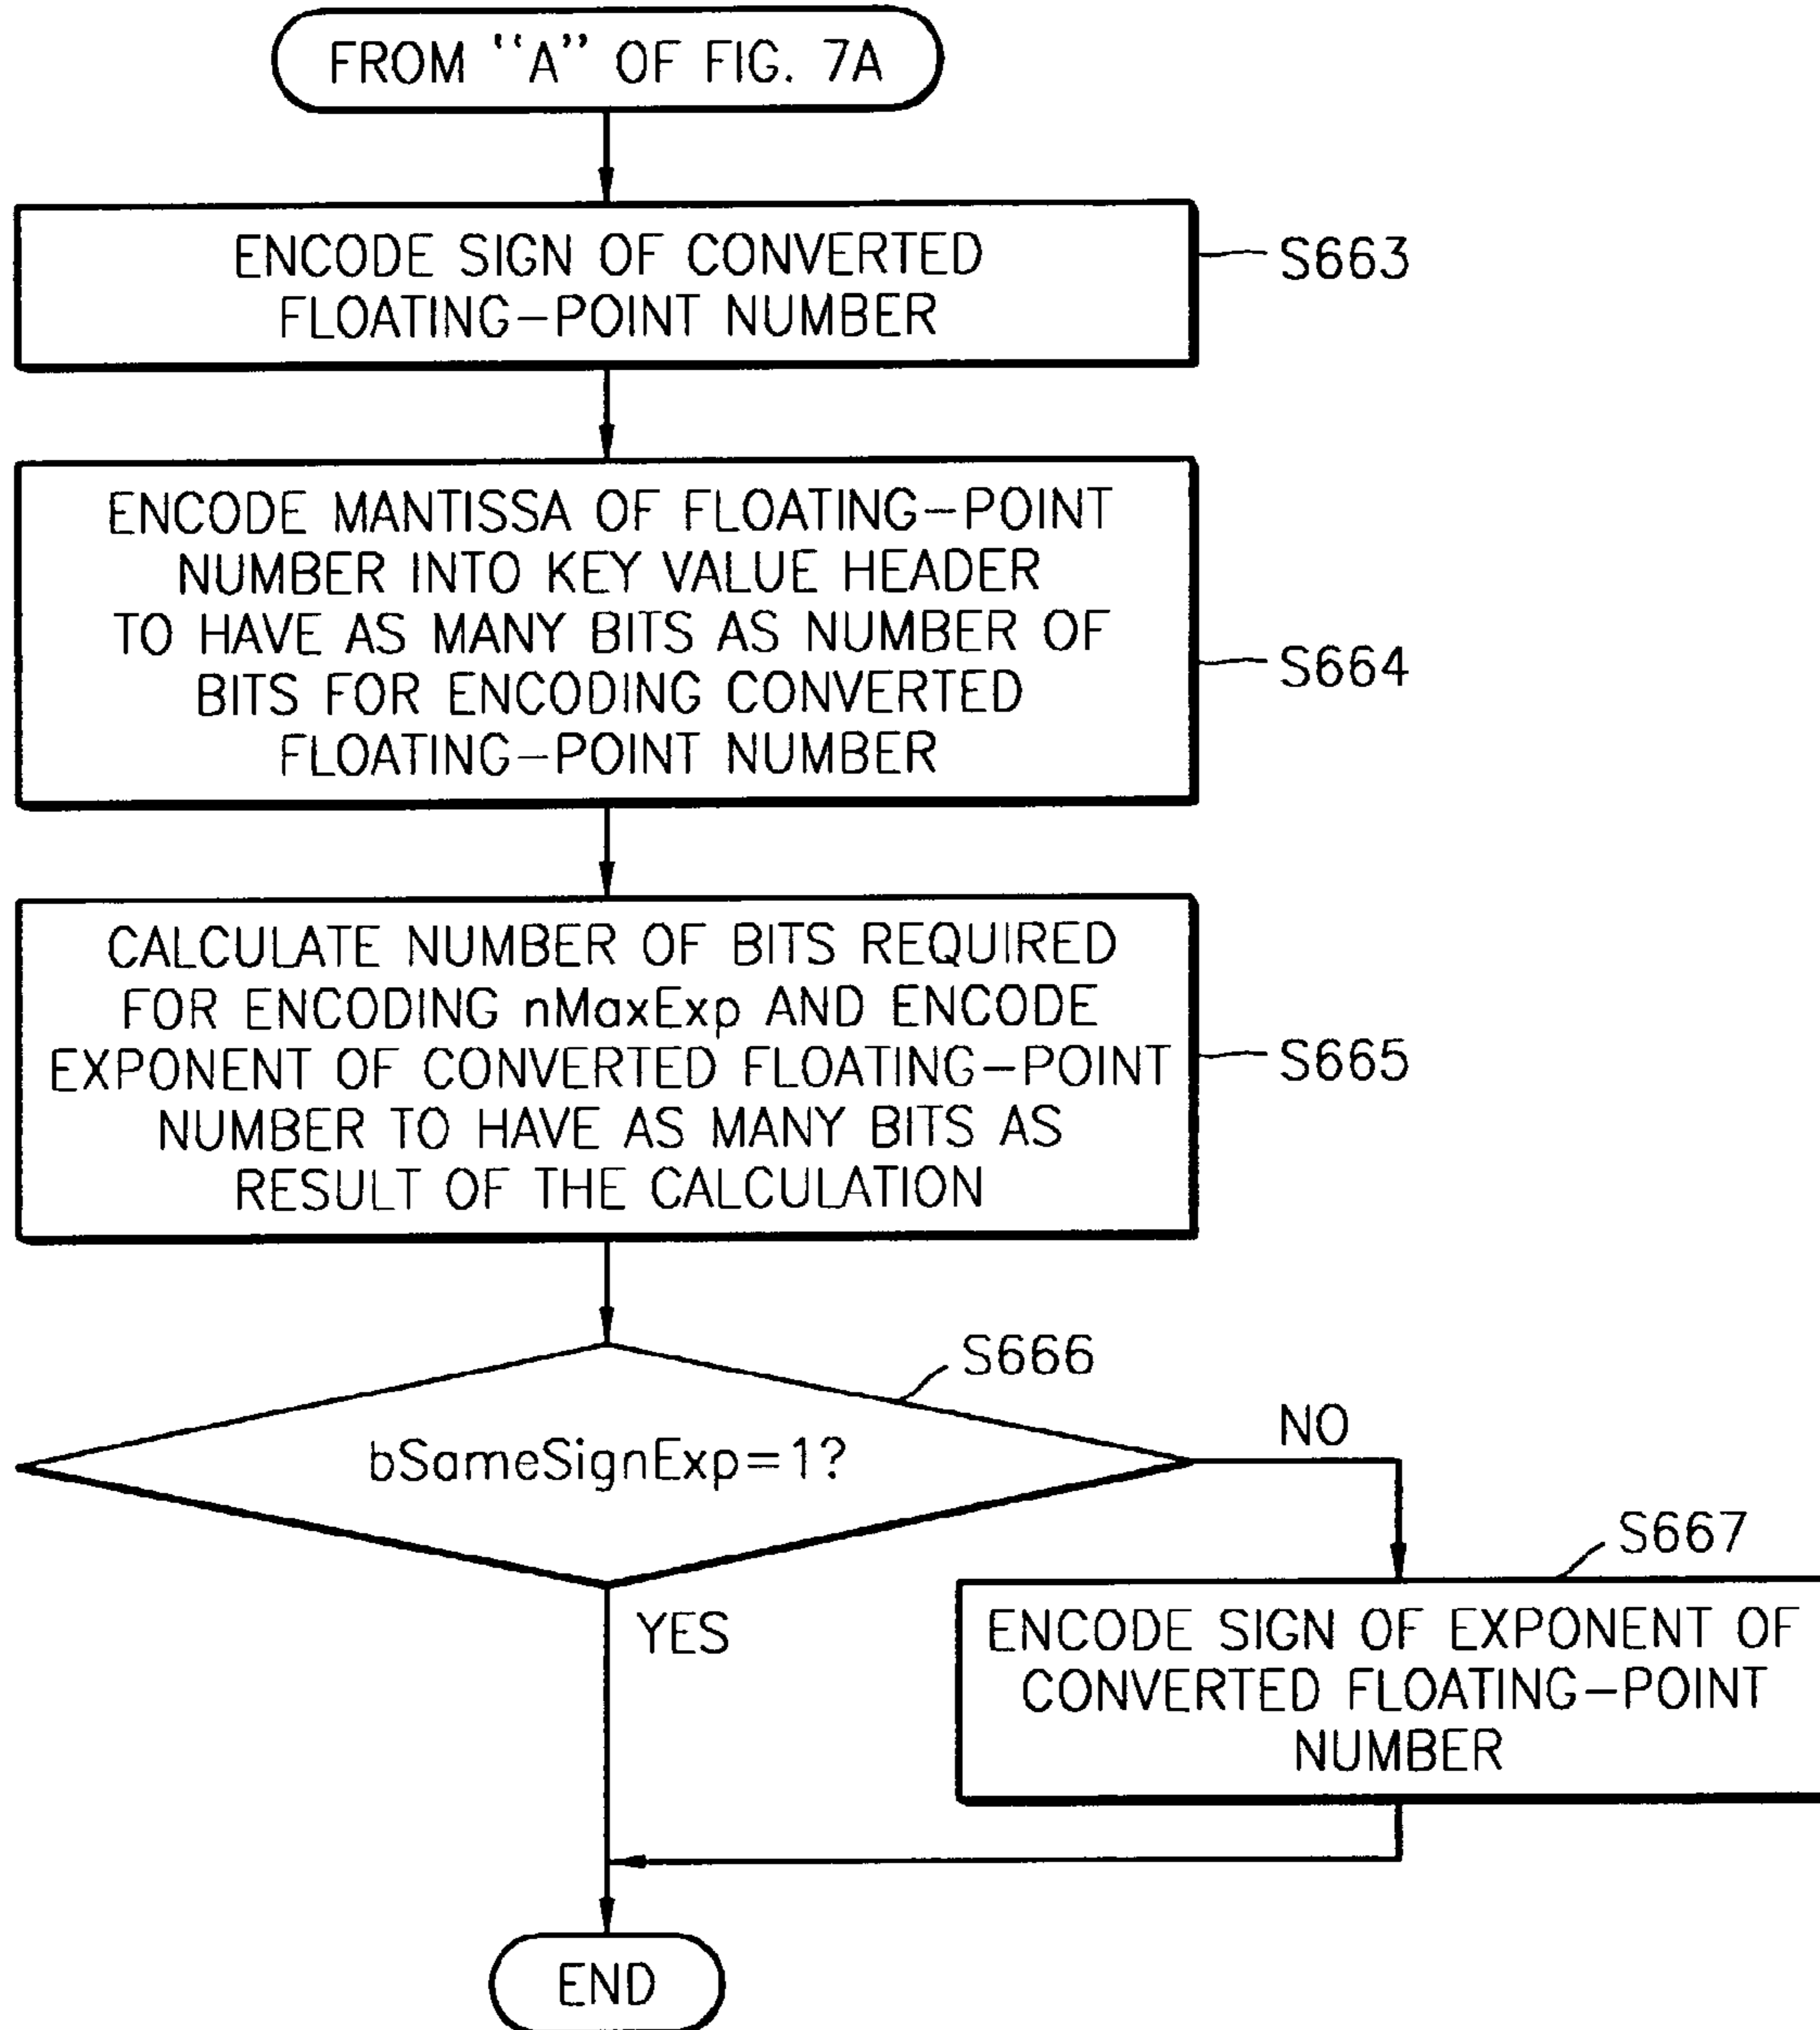 FROM “A” OF FIG. 7A
ENCODE SIGN OF CONVERTED
FLOATING-POINT NUMBER
S663
ENCODE MANTISSA OF FLOATING-POINT
NUMBER INTO KEY VALUE HEADER
TO HAVE AS MANY BITS AS NUMBER OF
BITS FOR ENCODING CONVERTED
FLOATING-POINT NUMBER
S664
CALCULATE NUMBER OF BITS REQUIRED
FOR ENCODING nMaxExp AND ENCODE
EXPONENT OF CONVERTED FLOATING-POINT
NUMBER TO HAVE AS MANY BITS AS
RESULT OF THE CALCULATION
S665
S666
bSameSignExp=1?
NO
YES
S667
ENCODE SIGN OF EXPONENT OF
CONVERTED FLOATING-POINT
NUMBER
END